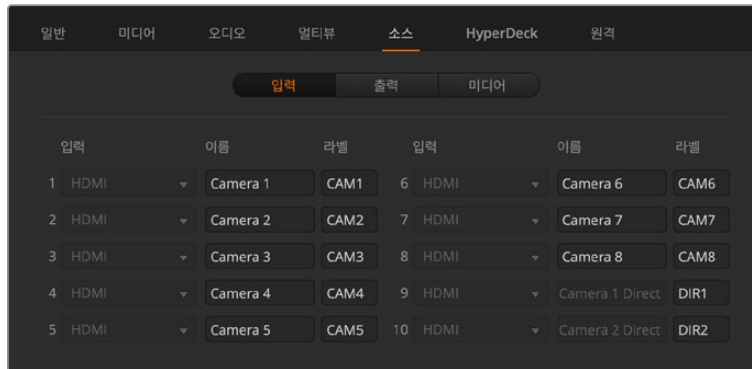 일반 미디어 오디오 멀티뷰 소스 HyperDeck 원격
입력 출력 미디어
입력 이름 라벨 입력 이름 라벨
1 HDMI Camera 1 CAM1 6 HDMI Camera 6 CAM6
2 HDMI Camera 2 CAM2 7 HDMI Camera 7 CAM7
3 HDMI Camera 3 CAM3 8 HDMI Camera 8 CAM8
4 HDMI Camera 4 CAM4 9 HDMI Camera 1 Direct DIR1
5 HDMI Camera 5 CAM5 10 HDMI Camera 2 Direct DIR2